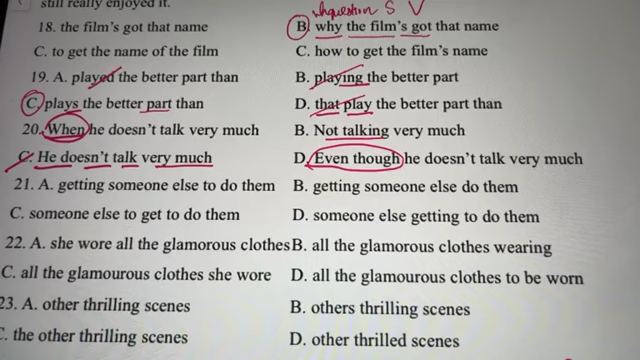 still really enjoyed it.
whquestion S V
18. the film's got that name B. why the film's got that name
C. to get the name of the film C. how to get the film's name
19. A. played the better part than B. playing the better part
C. plays the better part than D. that play the better part than
20. When he doesn't talk very much B. Not talking very much
C. He doesn't talk very much D. Even though he doesn't talk very much
21. A. getting someone else to do them B. getting someone else do them
C. someone else to get to do them D. someone else getting to do them
22. A. she wore all the glamorous clothes B. all the glamorous clothes wearing
C. all the glamourous clothes she wore D. all the glamourous clothes to be worn
23. A. other thrilling scenes B. others thrilling scenes
C. the other thrilling scenes D. other thrilled scenes